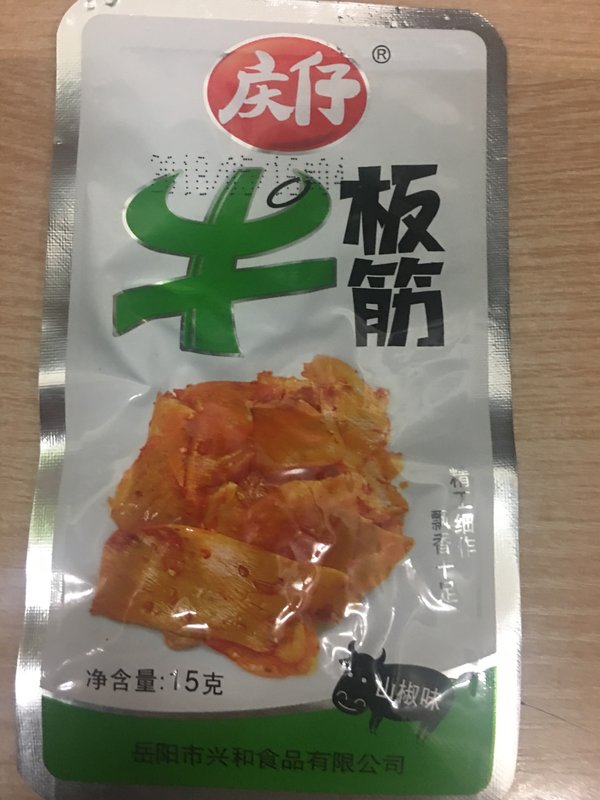 庆仔®
牛板筋
精工细作
飘香十足
净含量:15克
山椒味
岳阳市兴和食品有限公司